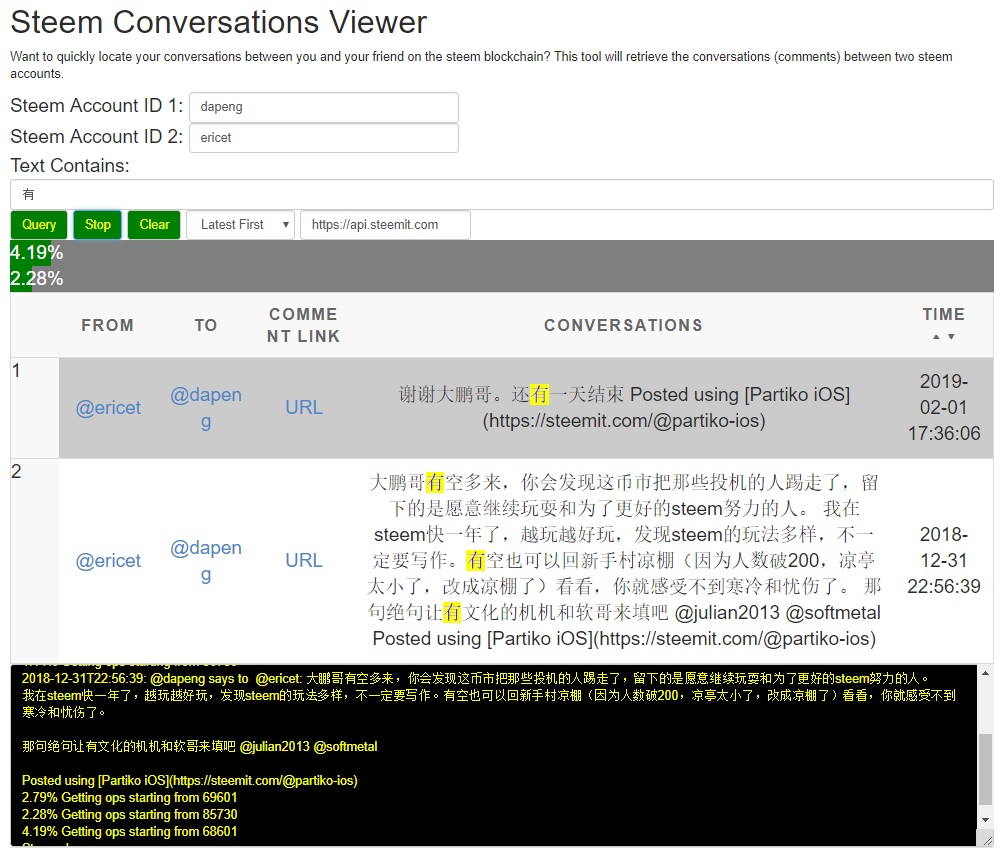 Steem Conversations Viewer
Want to quickly locate your conversations between you and your friend on the steem blockchain? This tool will retrieve the conversations (comments) between two steem
accounts.
Steem Account ID 1: dapeng
Steem Account ID 2: ericet
Text Contains:
有
Query Stop Clear Latest First https://api.steemit.com
4.19%
2.28%
FROM TO COMME
NT LINK CONVERSATIONS TIME
1
@ericet @dapen
g URL
谢谢大鹏哥。还有一天结束 Posted using [Partiko iOS]
(https://steemit.com/@partiko-ios)
2019-
02-01
17:36:06
2
@ericet @dapen
g URL
大鹏哥有空多来，你会发现这币市把那些投机的人踢走了，留
下的是愿意继续玩耍和为了更好的steem努力的人。 我在
steem快一年了，越玩越好玩，发现steem的玩法多样，不一
定要写作。有空也可以回新手村凉棚（因为人数破200，凉亭
太小了，改成凉棚了）看看，你就感受不到寒冷和忧伤了。 那
句绝句让有文化的机机和软哥来填吧 @julian2013 @softmetal
Posted using [Partiko iOS](https://steemit.com/@partiko-ios)
2018-
12-31
22:56:39
2018-12-31T22:56:39: @dapeng says to @ericet: 大鹏哥有空多来，你会发现这币市把那些投机的人踢走了，留下的是愿意继续玩耍和为了更好的steem努力的人。
我在steem快一年了，越玩越好玩，发现steem的玩法多样，不一定要写作。有空也可以回新手村凉棚（因为人数破200，凉亭太小了，改成凉棚了）看看，你就感受不到
寒冷和忧伤了。
那句绝句让有文化的机机和软哥来填吧 @julian2013 @softmetal
Posted using [Partiko iOS](https://steemit.com/@partiko-ios)
2.79% Getting ops starting from 69601
2.28% Getting ops starting from 85730
4.19% Getting ops starting from 68601